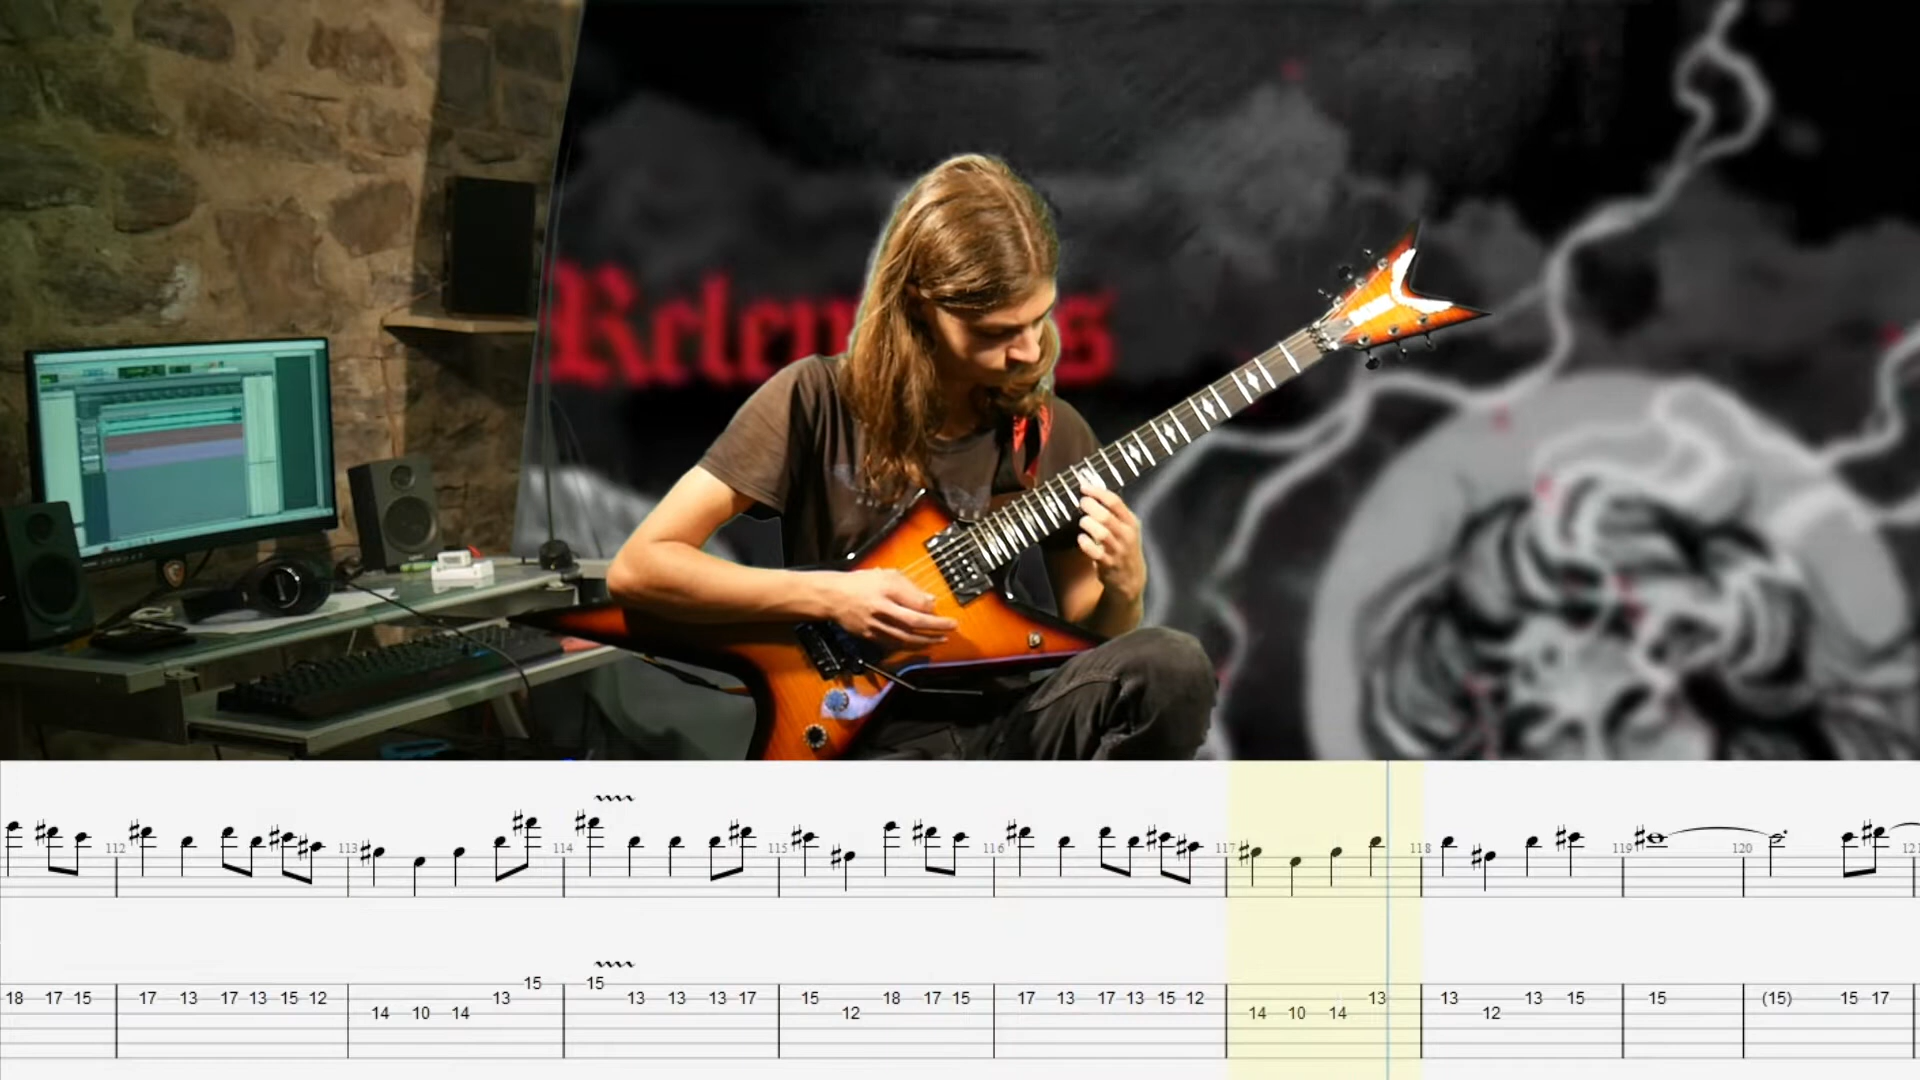 Relen s
112 113 114 115 116 117 118 119 120 121
15 15
18 17 15 17 13 17 13 15 12 13 13 13 13 17 15 18 17 15 17 13 17 13 15 12 13 13 13 15 15 (15) 15 17
14 10 14 12 14 10 14 12